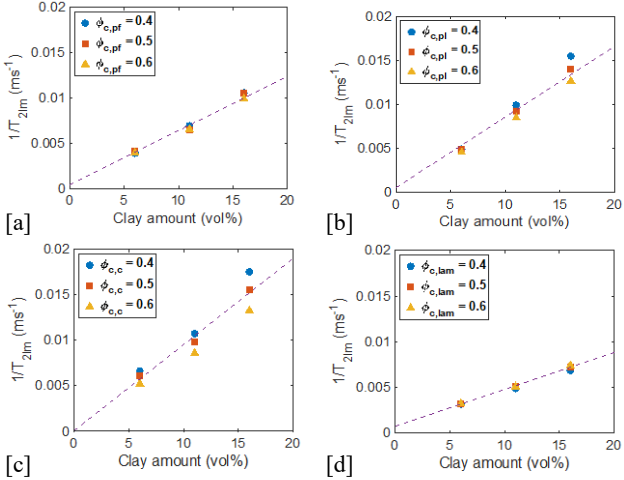 0.02
ϕc,pf = 0.4
ϕc,pf = 0.5
ϕc,pf = 0.6
0.015
0.01
0.005
0
1/T2lm (ms-1)
0 5 10 15 20
Clay amount (vol%)
[a]
0.02
ϕc,pl = 0.4
ϕc,pl = 0.5
ϕc,pl = 0.6
0.015
0.01
0.005
0
1/T2lm (ms-1)
0 5 10 15 20
Clay amount (vol%)
[b]
0.02
ϕc,c = 0.4
ϕc,c = 0.5
ϕc,c = 0.6
0.015
0.01
0.005
0
1/T2lm (ms-1)
0 5 10 15 20
Clay amount (vol%)
[c]
0.02
ϕc,lam = 0.4
ϕc,lam = 0.5
ϕc,lam = 0.6
0.015
0.01
0.005
0
1/T2lm (ms-1)
0 5 10 15 20
Clay amount (vol%)
[d]